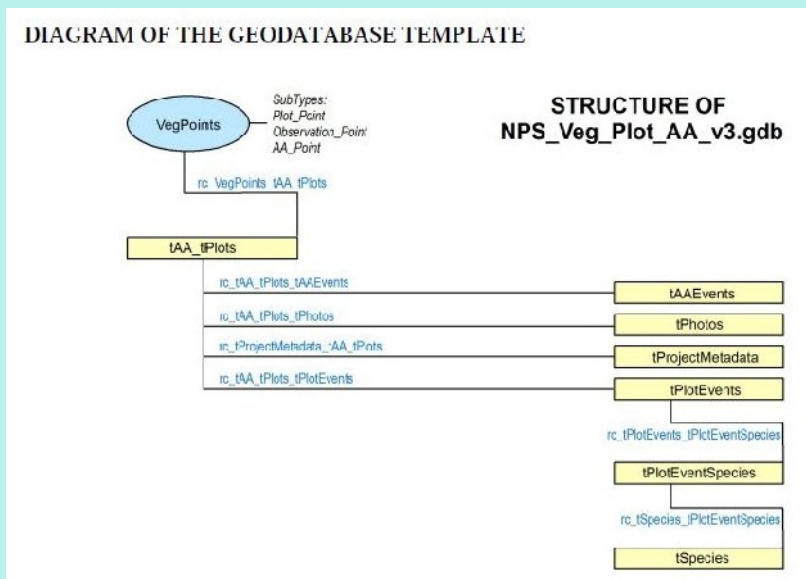 DIAGRAM OF THE GEODATABASE TEMPLATE
STRUCTURE OF
NPS_Veg_Plot_AA_v3.gdb
VegPoints
SubTypes:
Plot_Point
Observation_Point
AA_Point
rc_VegPoints_tAA_tPlots
tAA_tPlots
rc_tAA_tPlots_tAAEvents
tAAEvents
rc_tAA_tPlots_tPhotos
tPhotos
rc_tProjectMetadata_tAA_tPlots
tProjectMetadata
rc_tAA_tPlots_tPlotEvents
tPlotEvents
rc_tPlotEvents_tPlotEventSpecies
tPlotEventSpecies
rc_tSpecies_tPlotEventSpecies
tSpecies